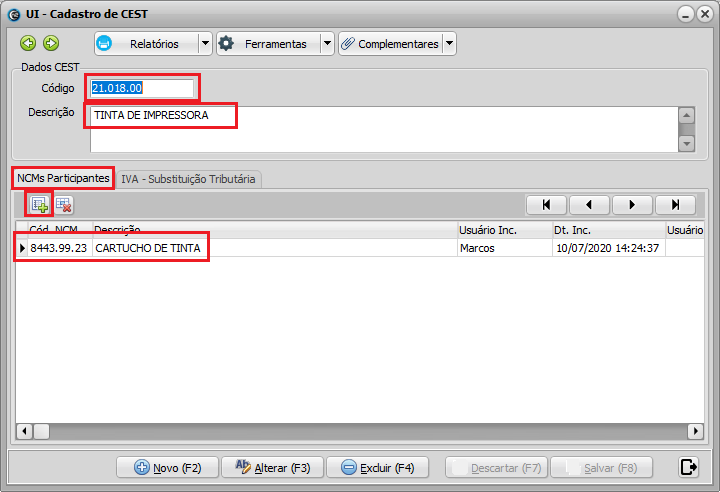 UI - Cadastro de CEST
Relatórios Ferramentas Complementares
Dados CEST
Código 21.018.00
Descrição TINTA DE IMPRESSORA
NCMs Participantes IVA - Substituição Tributária
Cód. NCM Descrição Usuário Inc. Dt. Inc. Usuário
8443.99.23 CARTUCHO DE TINTA Marcos 10/07/2020 14:24:37
Novo (F2) Alterar (F3) Excluir (F4) Descartar (F7) Salvar (F8)